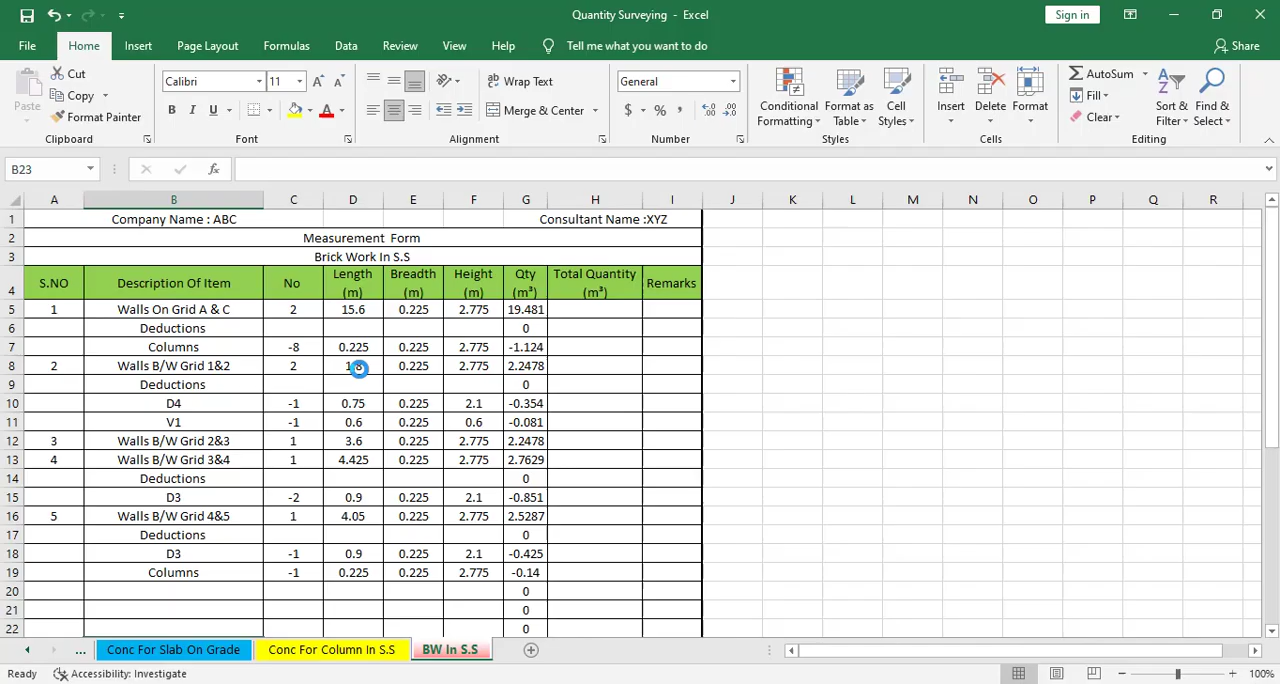 Quantity Surveying - Excel
Sign in
File Home Insert Page Layout Formulas Data Review View Help Tell me what you want to do Share
Paste Cut Copy Format Painter Clipboard
Calibri 11 B I U Font
Wrap Text Merge & Center Alignment
General $ % , Number
Conditional Formatting Format as Table Cell Styles Styles
Insert Delete Format Cells
AutoSum Fill Clear Sort & Filter Find & Select Editing
B23 fx
A B C D E F G H I J K L M N O P Q R
1 Company Name : ABC Consultant Name :XYZ
2 Measurement Form
3 Brick Work In S.S
4 S.NO Description Of Item No Length (m) Breadth (m) Height (m) Qty (m³) Total Quantity (m³) Remarks
5 1 Walls On Grid A & C 2 15.6 0.225 2.775 19.481
6 Deductions 0
7 Columns -8 0.225 0.225 2.775 -1.124
8 2 Walls B/W Grid 1&2 2 1.8 0.225 2.775 2.2478
9 Deductions 0
10 D4 -1 0.75 0.225 2.1 -0.354
11 V1 -1 0.6 0.225 0.6 -0.081
12 3 Walls B/W Grid 2&3 1 3.6 0.225 2.775 2.2478
13 4 Walls B/W Grid 3&4 1 4.425 0.225 2.775 2.7629
14 Deductions 0
15 D3 -2 0.9 0.225 2.1 -0.851
16 5 Walls B/W Grid 4&5 1 4.05 0.225 2.775 2.5287
17 Deductions 0
18 D3 -1 0.9 0.225 2.1 -0.425
19 Columns -1 0.225 0.225 2.775 -0.14
20 0
21 0
22 0
... Conc For Slab On Grade Conc For Column In S.S BW In S.S
Ready Accessibility: Investigate 100%